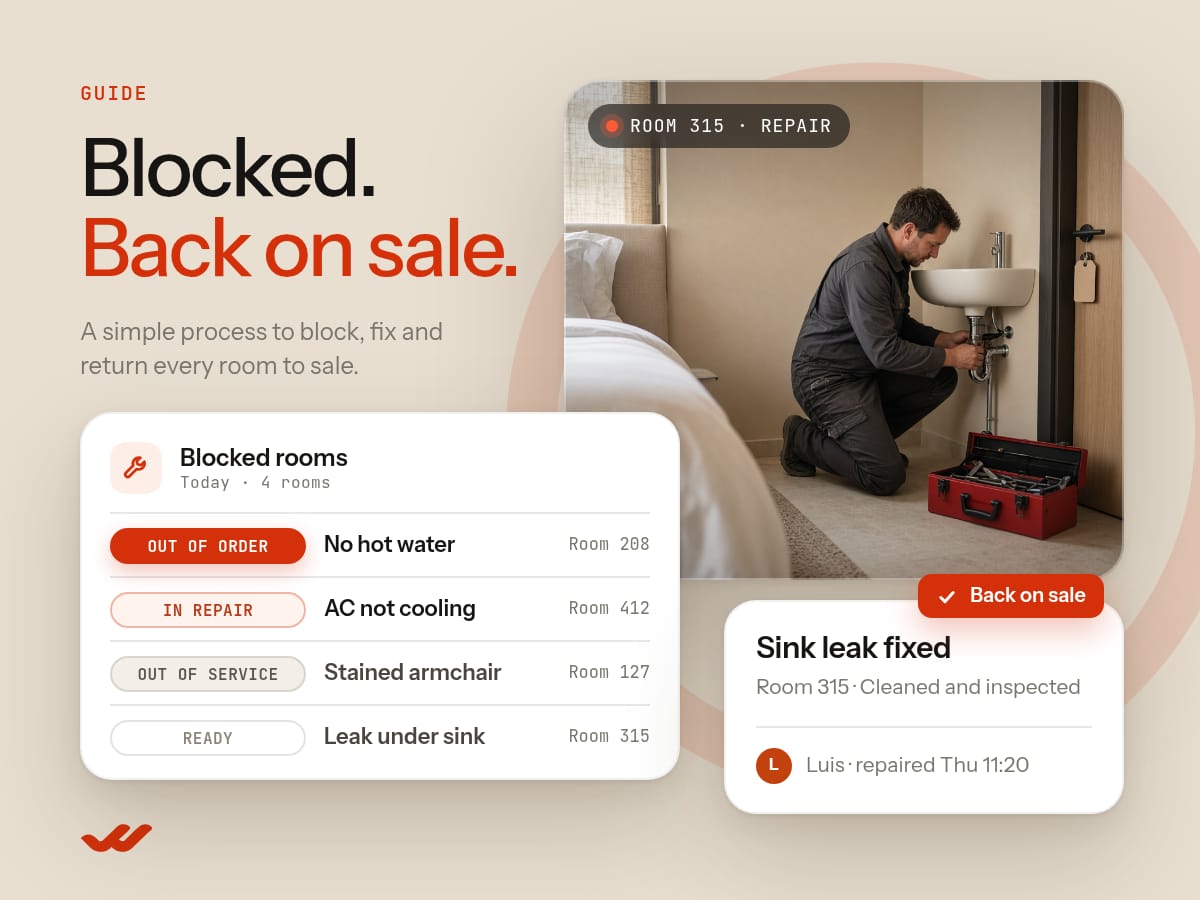 GUIDE
Blocked.
Back on sale.
A simple process to block, fix and
return every room to sale.
ROOM 315 · REPAIR
Blocked rooms
Today · 4 rooms
OUT OF ORDER No hot water Room 208
IN REPAIR AC not cooling Room 412
OUT OF SERVICE Stained armchair Room 127
READY Leak under sink Room 315
Back on sale
Sink leak fixed
Room 315 · Cleaned and inspected
L Luis · repaired Thu 11:20